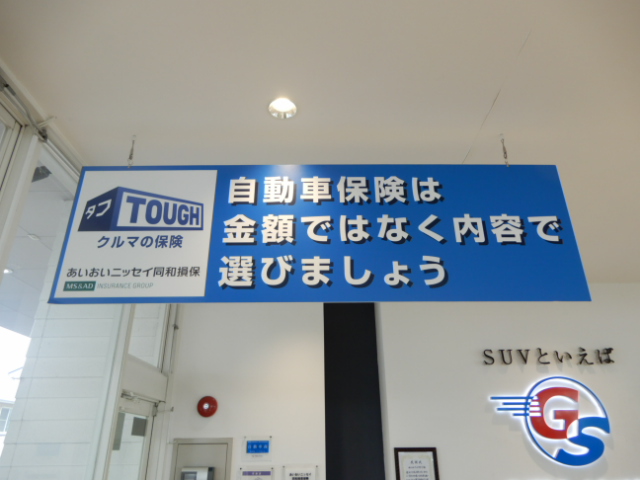 タフ TOUGH
クルマの保険
あいおいニッセイ同和損保
MS&AD INSURANCE GROUP
自動車保険は
金額ではなく内容で
選びましょう
SUVといえば
GS